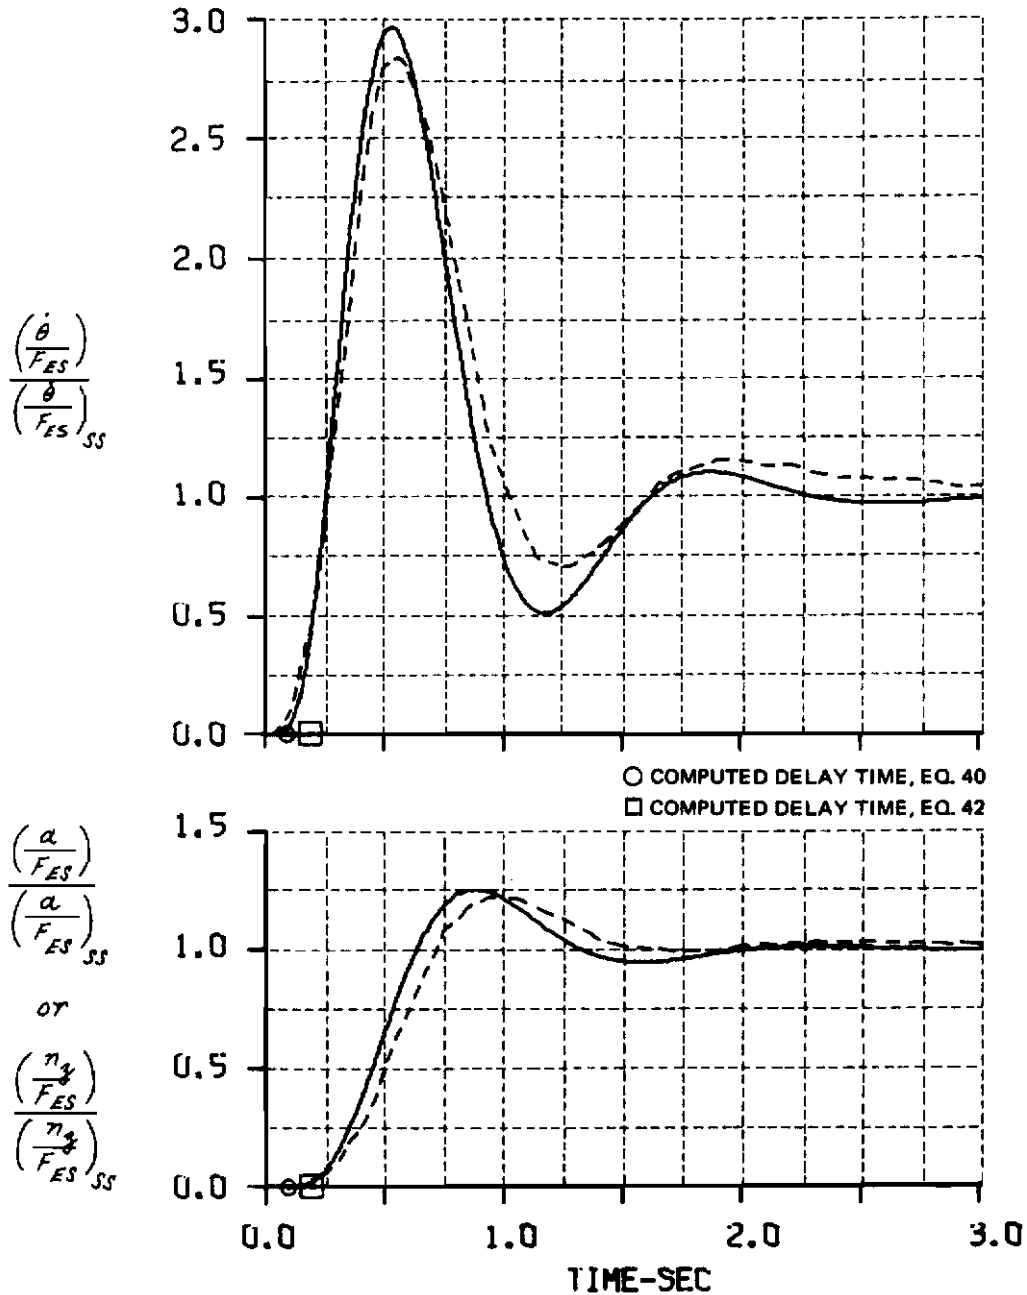 3.0
2.5
2.0
1.5
1.0
0.5
0.0
(θ̇/F_ES)
(θ̇/F_ES)_SS
○ COMPUTED DELAY TIME, EQ. 40
□ COMPUTED DELAY TIME, EQ. 42
1.5
1.0
0.5
0.0
(α/F_ES)
(α/F_ES)_SS
or
(n_z/F_ES)
(n_z/F_ES)_SS
0.0 1.0 2.0 3.0
TIME-SEC